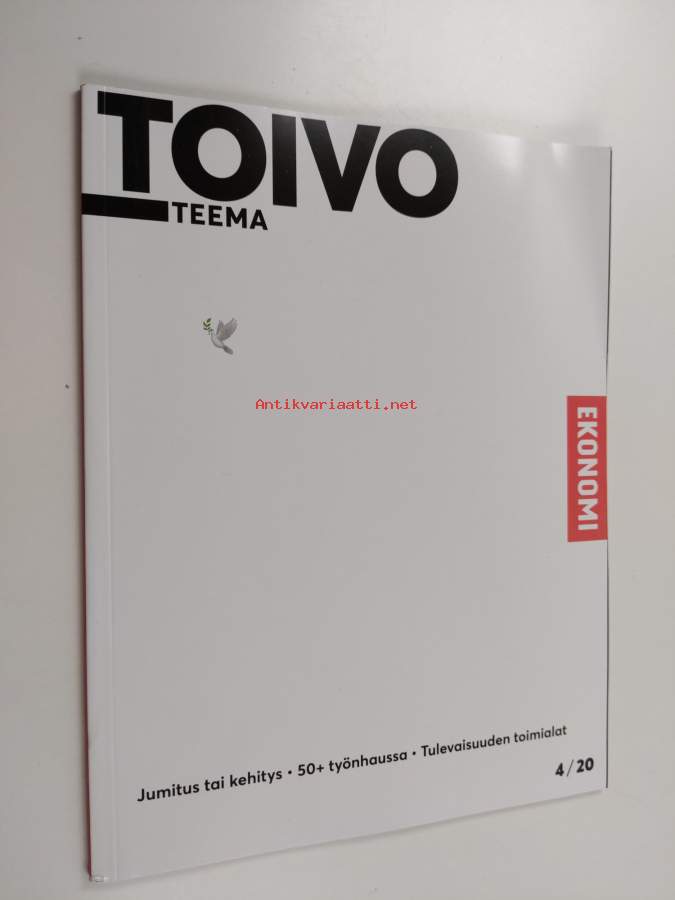 TOIVO
TEEMA
Antikvariaatti.net
EKONOMI
Jumitus tai kehitys • 50+ työnhaussa • Tulevaisuuden toimialat
4/20